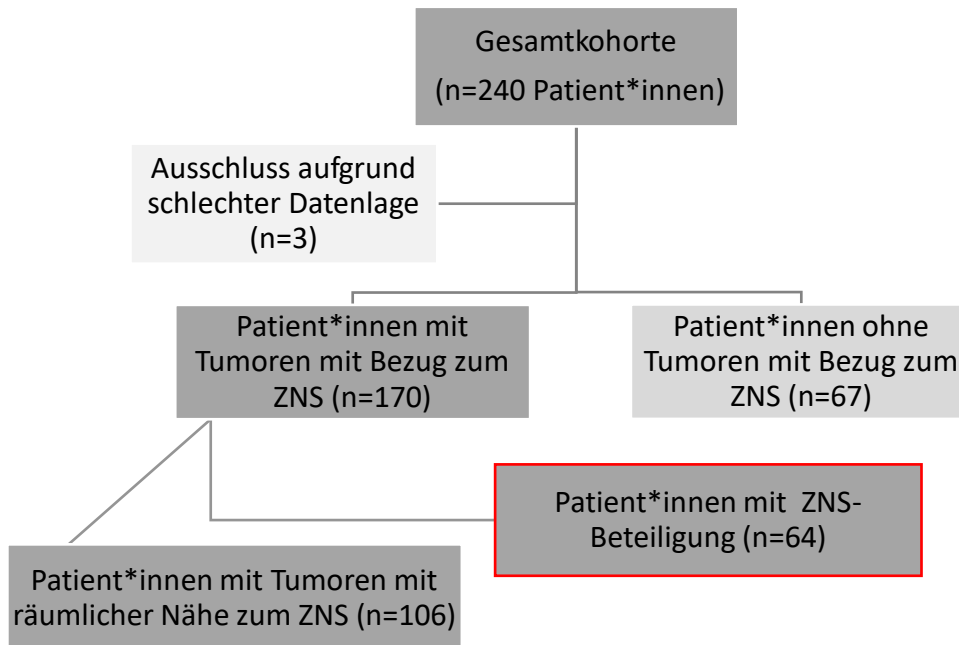 Gesamtkohorte
(n=240 Patient*innen)
Ausschluss aufgrund
schlechter Datenlage
(n=3)
Patient*innen mit
Tumoren mit Bezug zum
ZNS (n=170)
Patient*innen ohne
Tumoren mit Bezug zum
ZNS (n=67)
Patient*innen mit ZNS-
Beteiligung (n=64)
Patient*innen mit Tumoren mit
räumlicher Nähe zum ZNS (n=106)